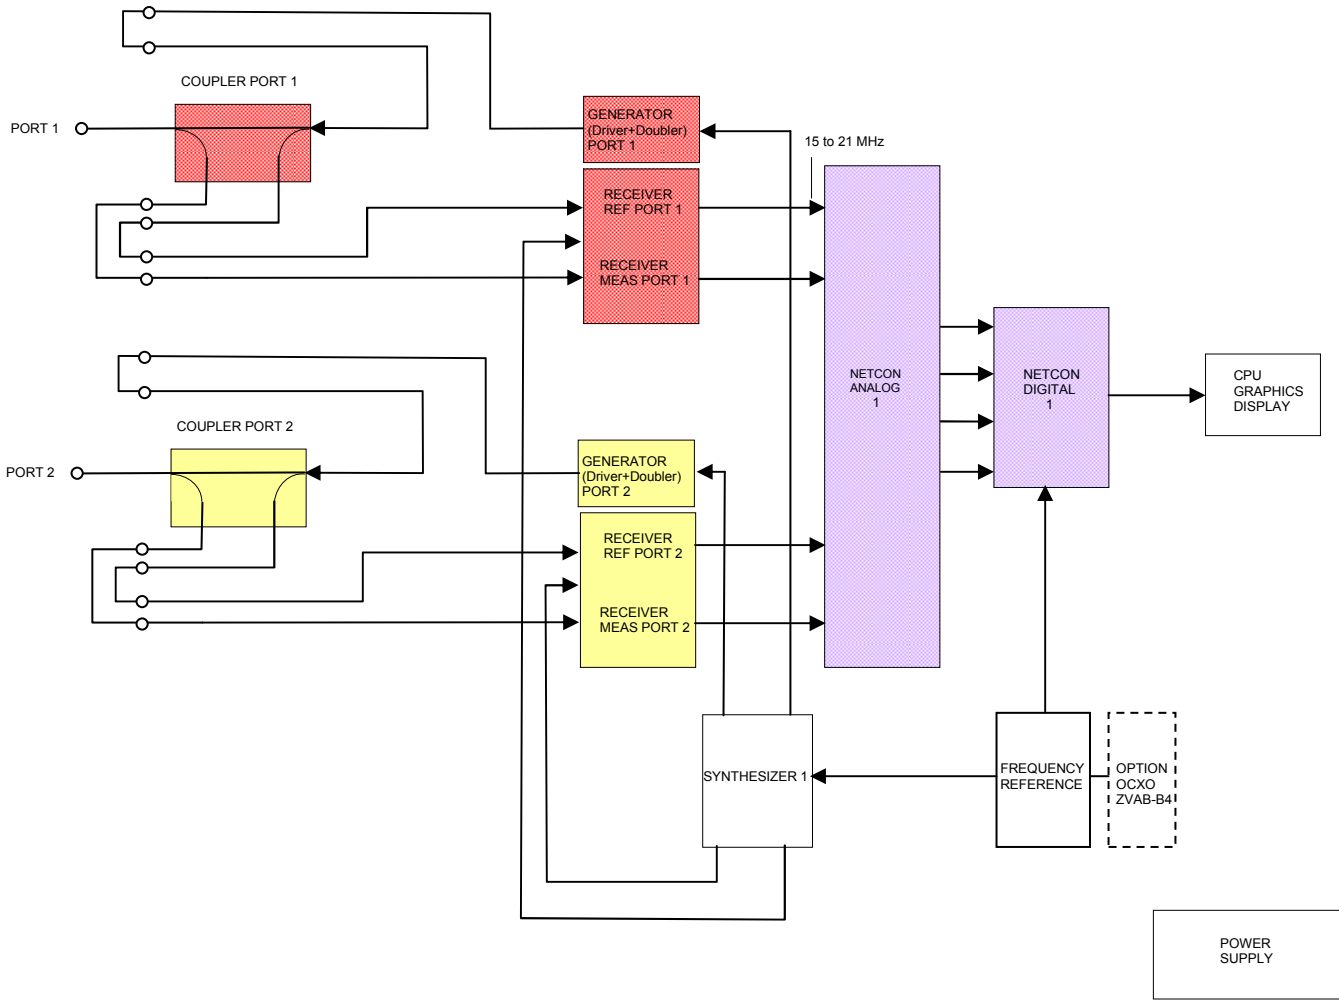 COUPLER PORT 1
PORT 1
GENERATOR
(Driver+Doubler)
PORT 1
15 to 21 MHz
RECEIVER
REF PORT 1
RECEIVER
MEAS PORT 1
NETCON
ANALOG
1
NETCON
DIGITAL
1
CPU
GRAPHICS
DISPLAY
COUPLER PORT 2
PORT 2
GENERATOR
(Driver+Doubler)
PORT 2
RECEIVER
REF PORT 2
RECEIVER
MEAS PORT 2
SYNTHESIZER 1
FREQUENCY
REFERENCE
OPTION
OCXO
ZVAB-B4
POWER
SUPPLY